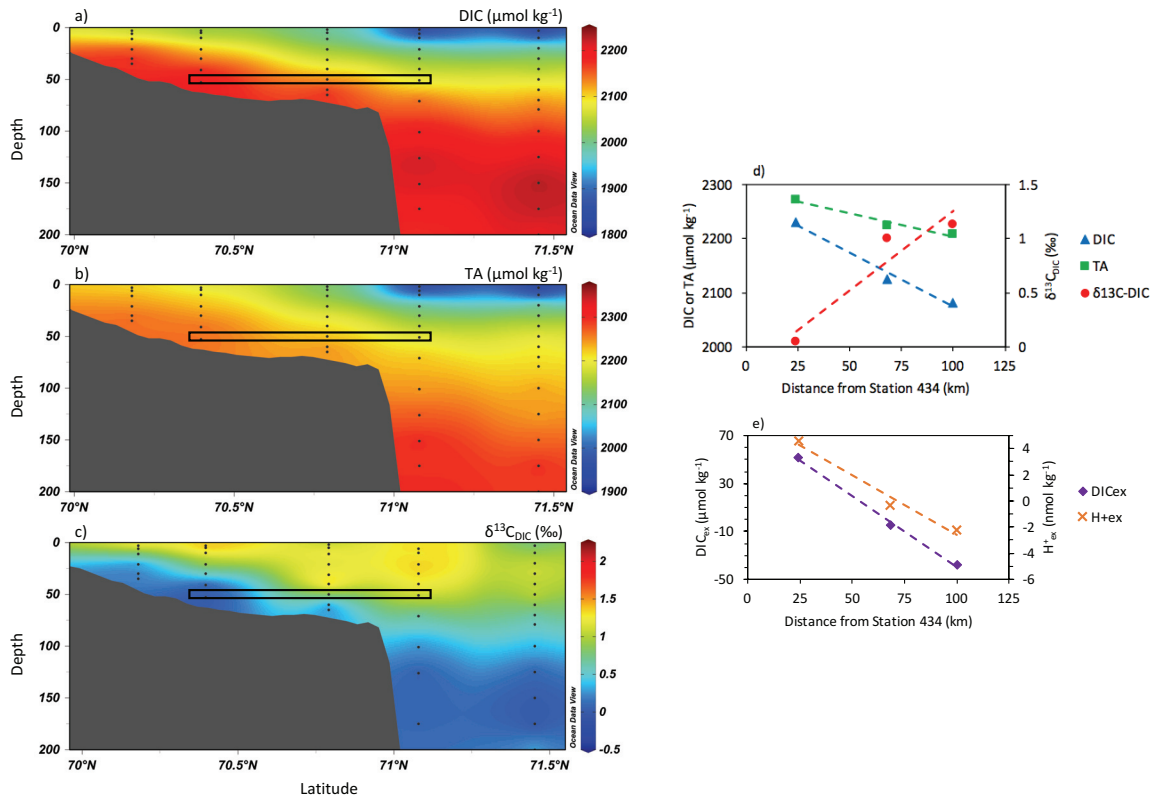 a)
DIC (μmol kg⁻¹)
0
50
100
150
200
Depth
70°N
70.5°N
71°N
71.5°N
Ocean Data View
2200
2100
2000
1900
1800
b)
TA (μmol kg⁻¹)
0
50
100
150
200
Depth
70°N
70.5°N
71°N
71.5°N
Ocean Data View
2300
2200
2100
2000
1900
c)
δ¹³C_DIC (‰)
0
50
100
150
200
Depth
70°N
70.5°N
71°N
71.5°N
Latitude
Ocean Data View
2
1.5
1
0.5
0
-0.5
d)
2300
2200
2100
2000
DIC or TA (μmol kg⁻¹)
1.5
1
0.5
0
δ¹³C_DIC (‰)
0 25 50 75 100 125
Distance from Station 434 (km)
DIC
TA
δ13C-DIC
e)
70
30
-10
-50
DIC_ex (μmol kg⁻¹)
4
2
0
-2
-4
-6
H⁺_ex (nmol kg⁻¹)
0 25 50 75 100 125
Distance from Station 434 (km)
DICex
H+ex